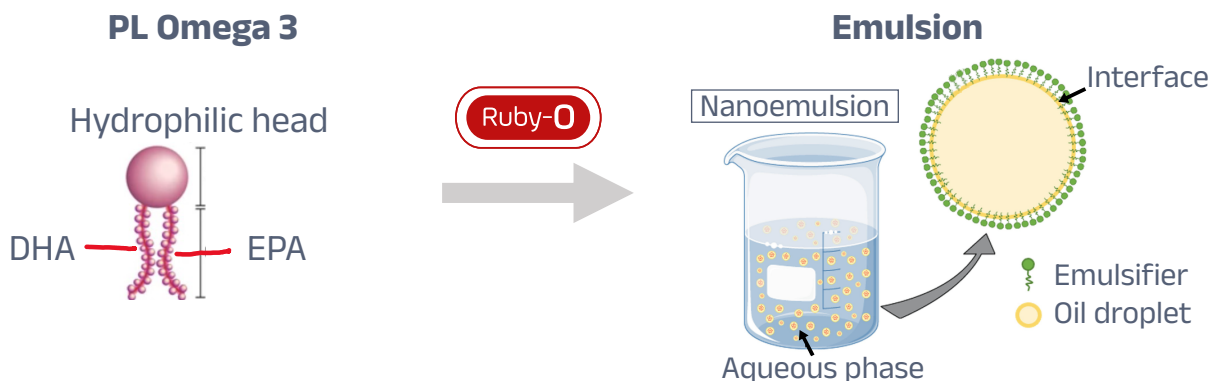 PL Omega 3
Hydrophilic head
DHA
EPA
Ruby-O
Emulsion
Nanoemulsion
Interface
Emulsifier
Oil droplet
Aqueous phase